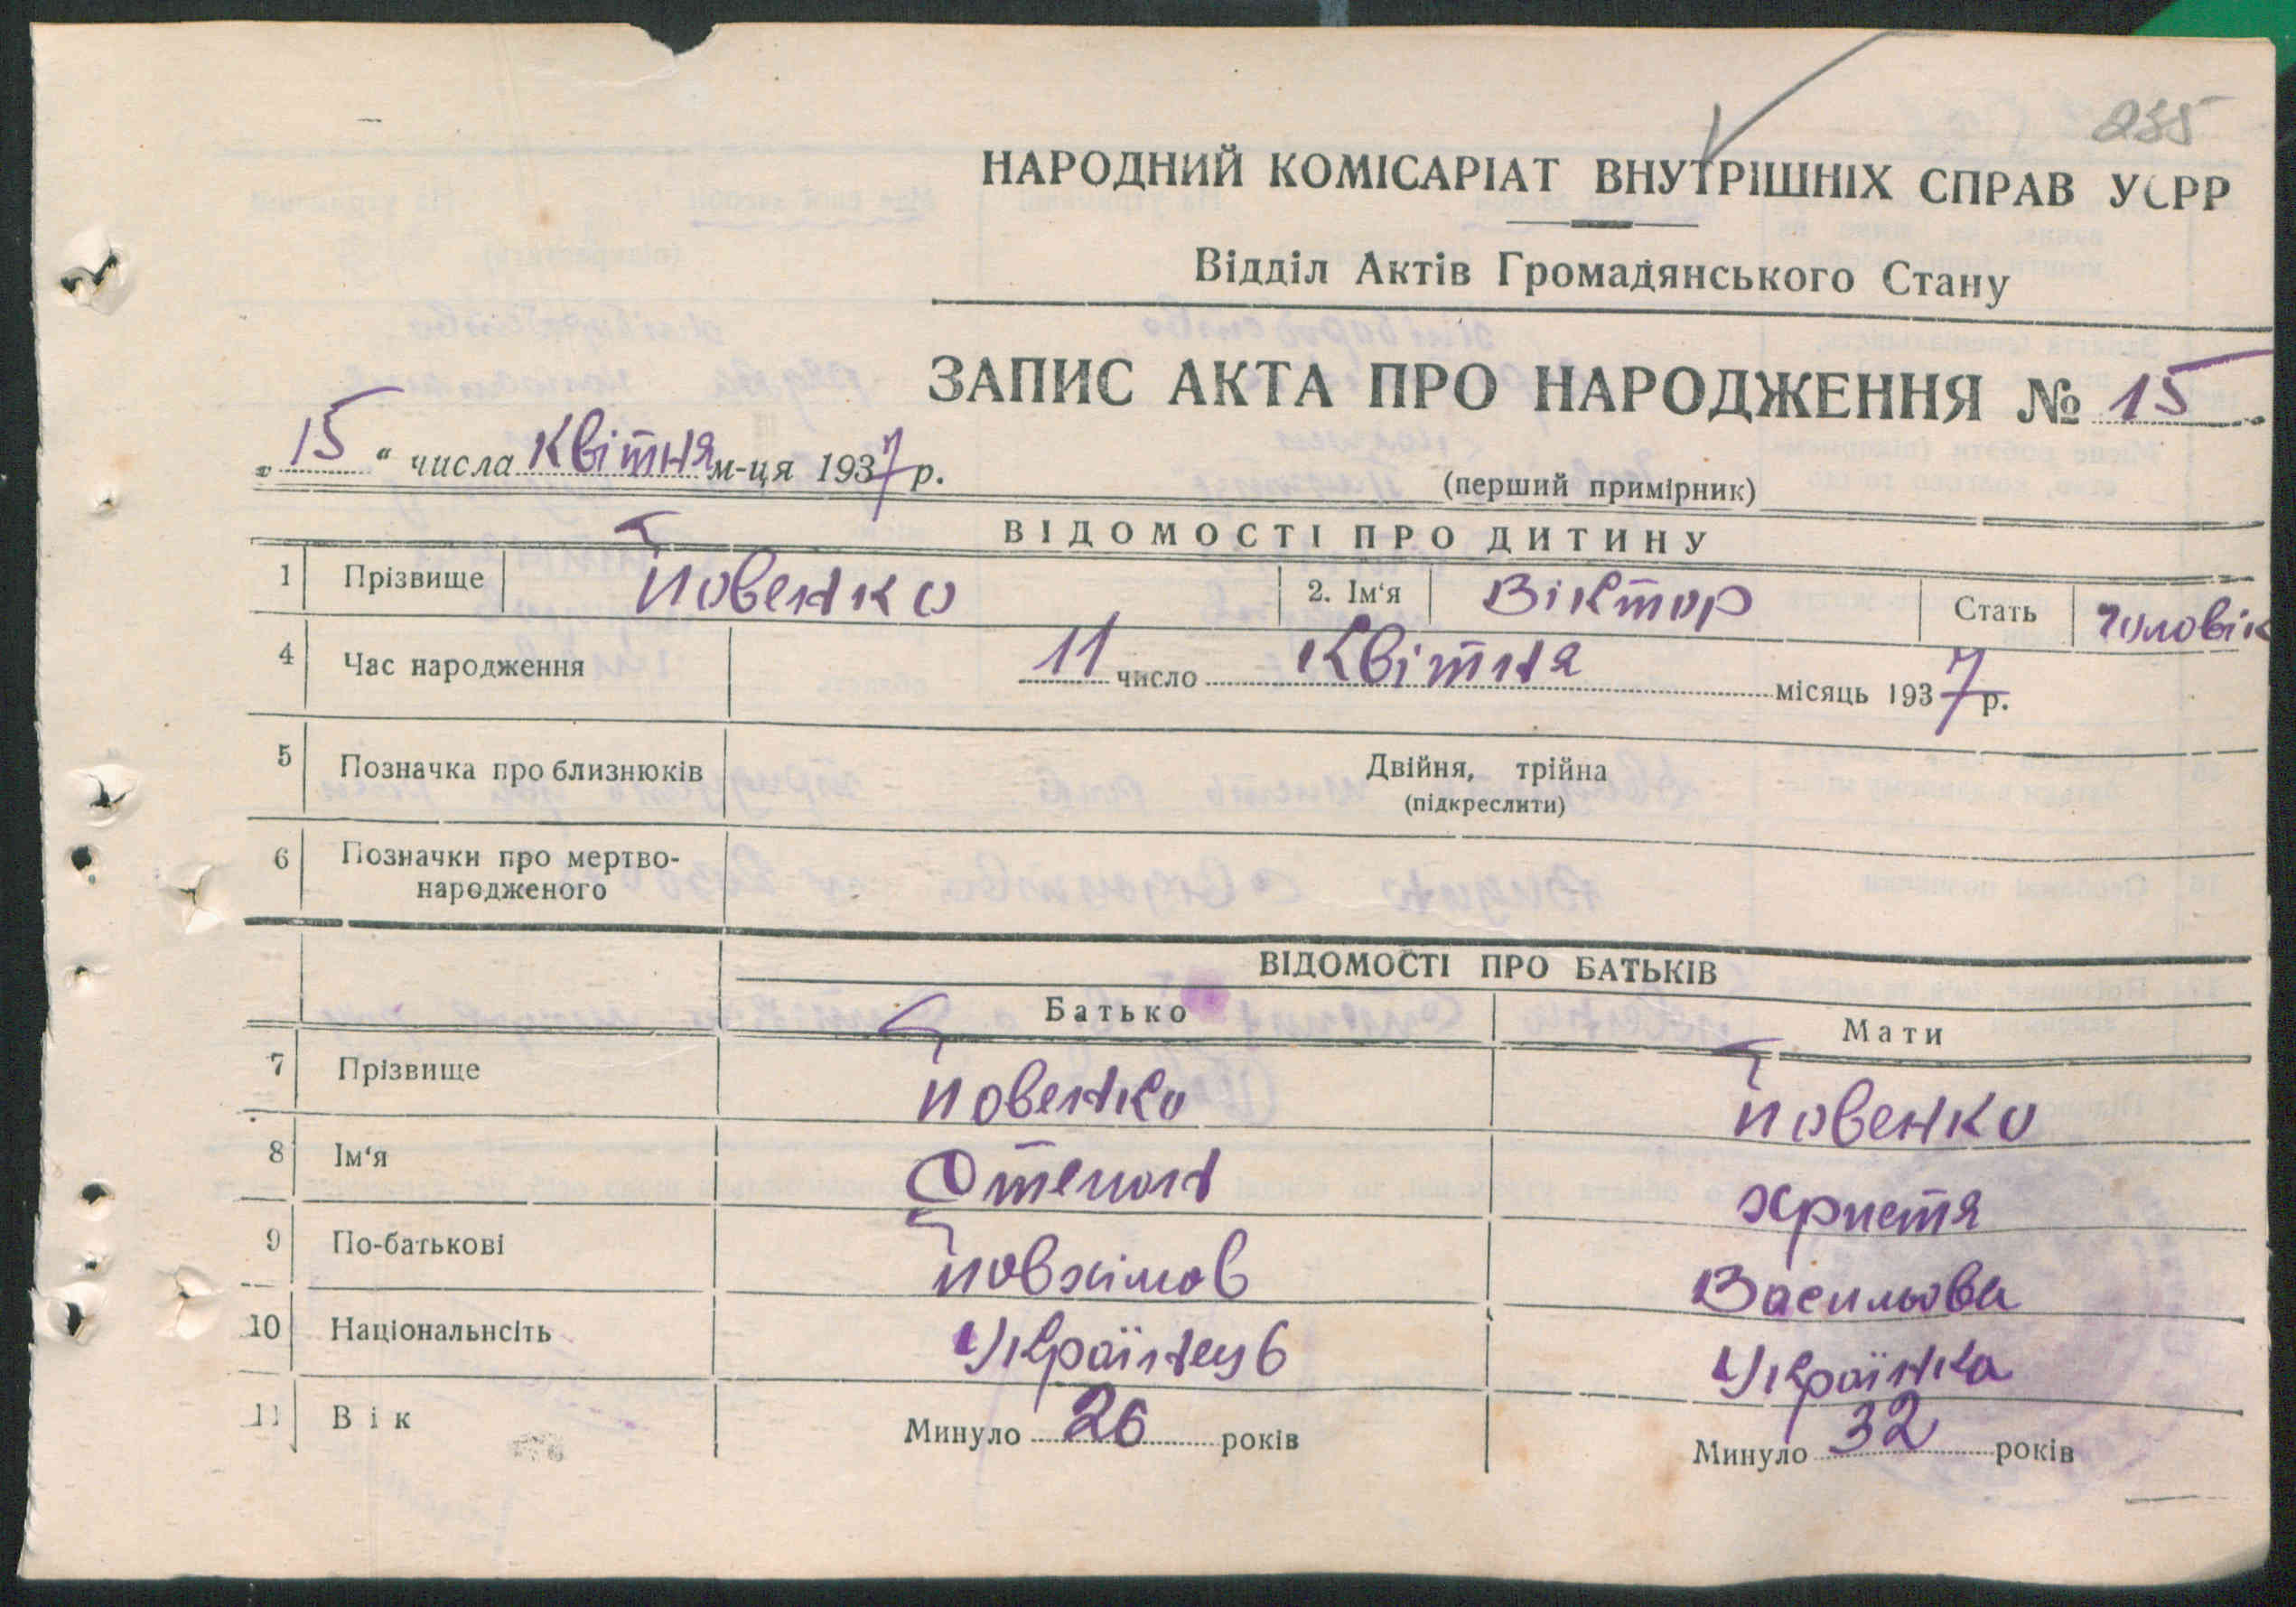 235
НАРОДНИЙ КОМІСАРІАТ ВНУТРІШНІХ СПРАВ УСРР
Відділ Актів Громадянського Стану
ЗАПИС АКТА ПРО НАРОДЖЕННЯ № 15
„15“ числа Квітня м-ця 1937 р.
(перший примірник)
ВІДОМОСТІ ПРО ДИТИНУ
1 Прізвище Йовенко 2. Ім'я Віктор Стать Чоловік
4 Час народження 11 число Квітня місяць 1937 р.
5 Позначка про близнюків Двійня, трійна
(підкреслити)
6 Позначки про мертво-
народженого
ВІДОМОСТІ ПРО БАТЬКІВ
Батько Мати
7 Прізвище Йовенко Йовенко
8 Ім'я Степан Христя
9 По-батькові Йовхимов Васильова
10 Національнсіть Українець Українка
11 Вік Минуло 26 років Минуло 32 років